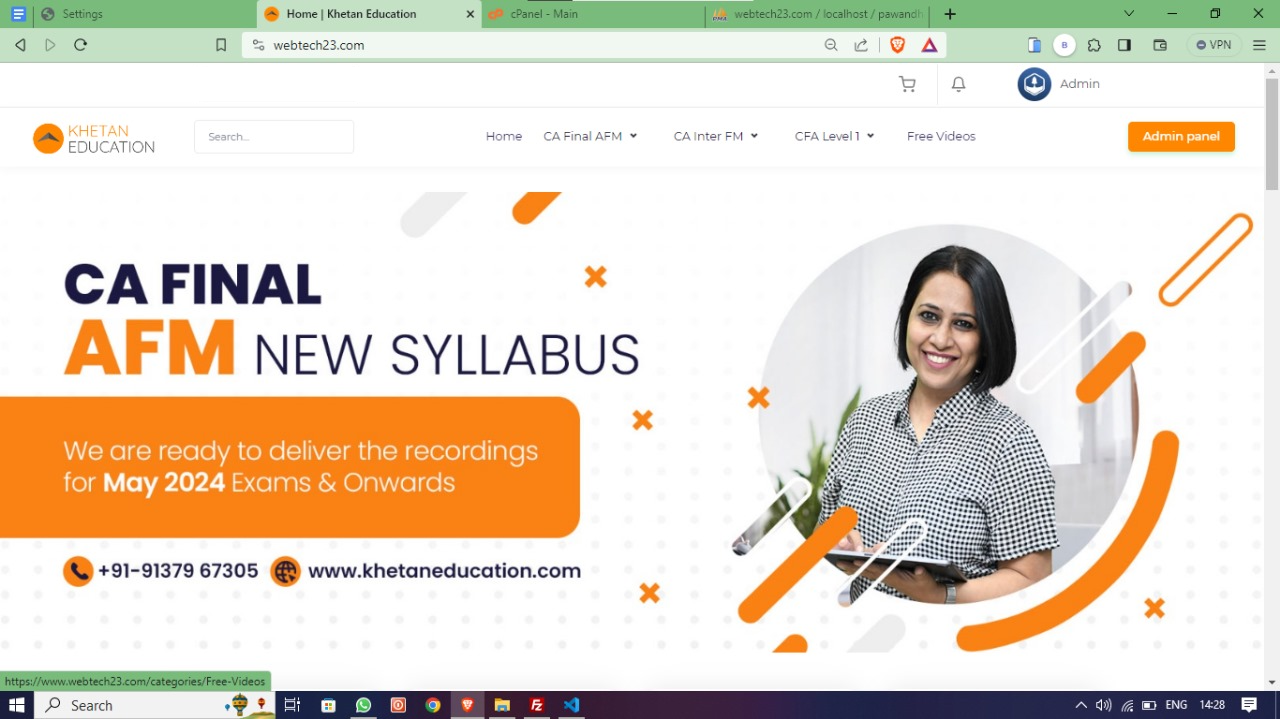 Settings
Home | Khetan Education
cPanel - Main
webtech23.com / localhost / pawandh
webtech23.com
VPN
Admin
KHETAN
EDUCATION
Search...
Home
CA Final AFM
CA Inter FM
CFA Level 1
Free Videos
Admin panel
CA FINAL
AFM NEW SYLLABUS
We are ready to deliver the recordings
for May 2024 Exams & Onwards
+91-91379 67305
www.khetaneducation.com
https://www.webtech23.com/categories/Free-Videos
Search
ENG
14:28